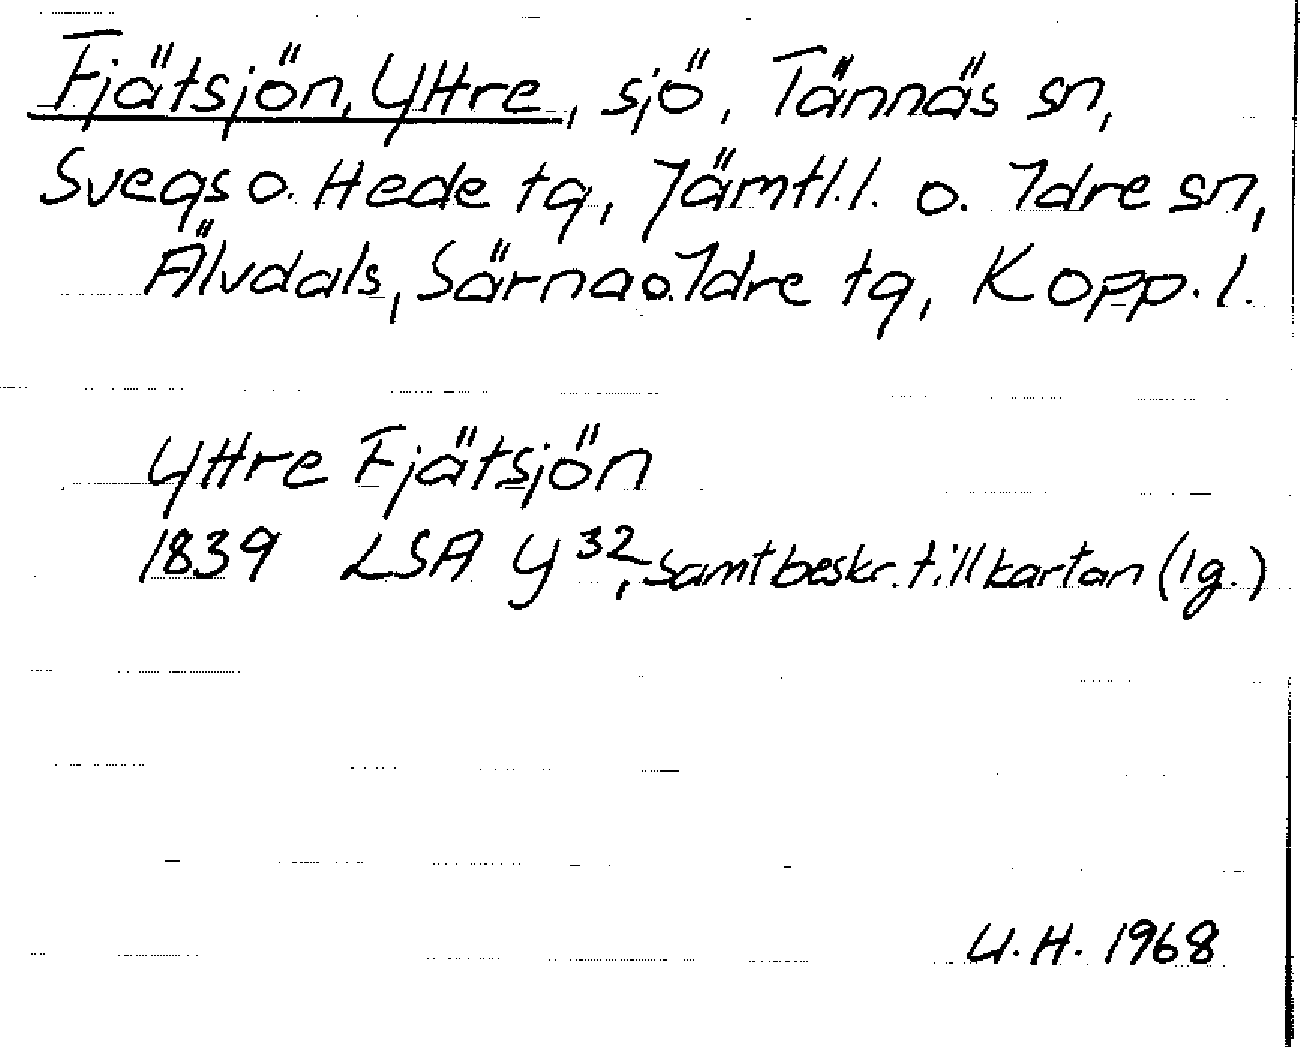 Fjätsjön, Yttre, sjö, Tännäs sn,
Svegs o. Hede tg, Jämtl.l. o. Idre sn,
Älvdals, Särna o. Idre tg, Kopp. l.
Yttre Fjätsjön
1839 LSA Y 32, samt beskr. till kartan (lg.)
U.H. 1968